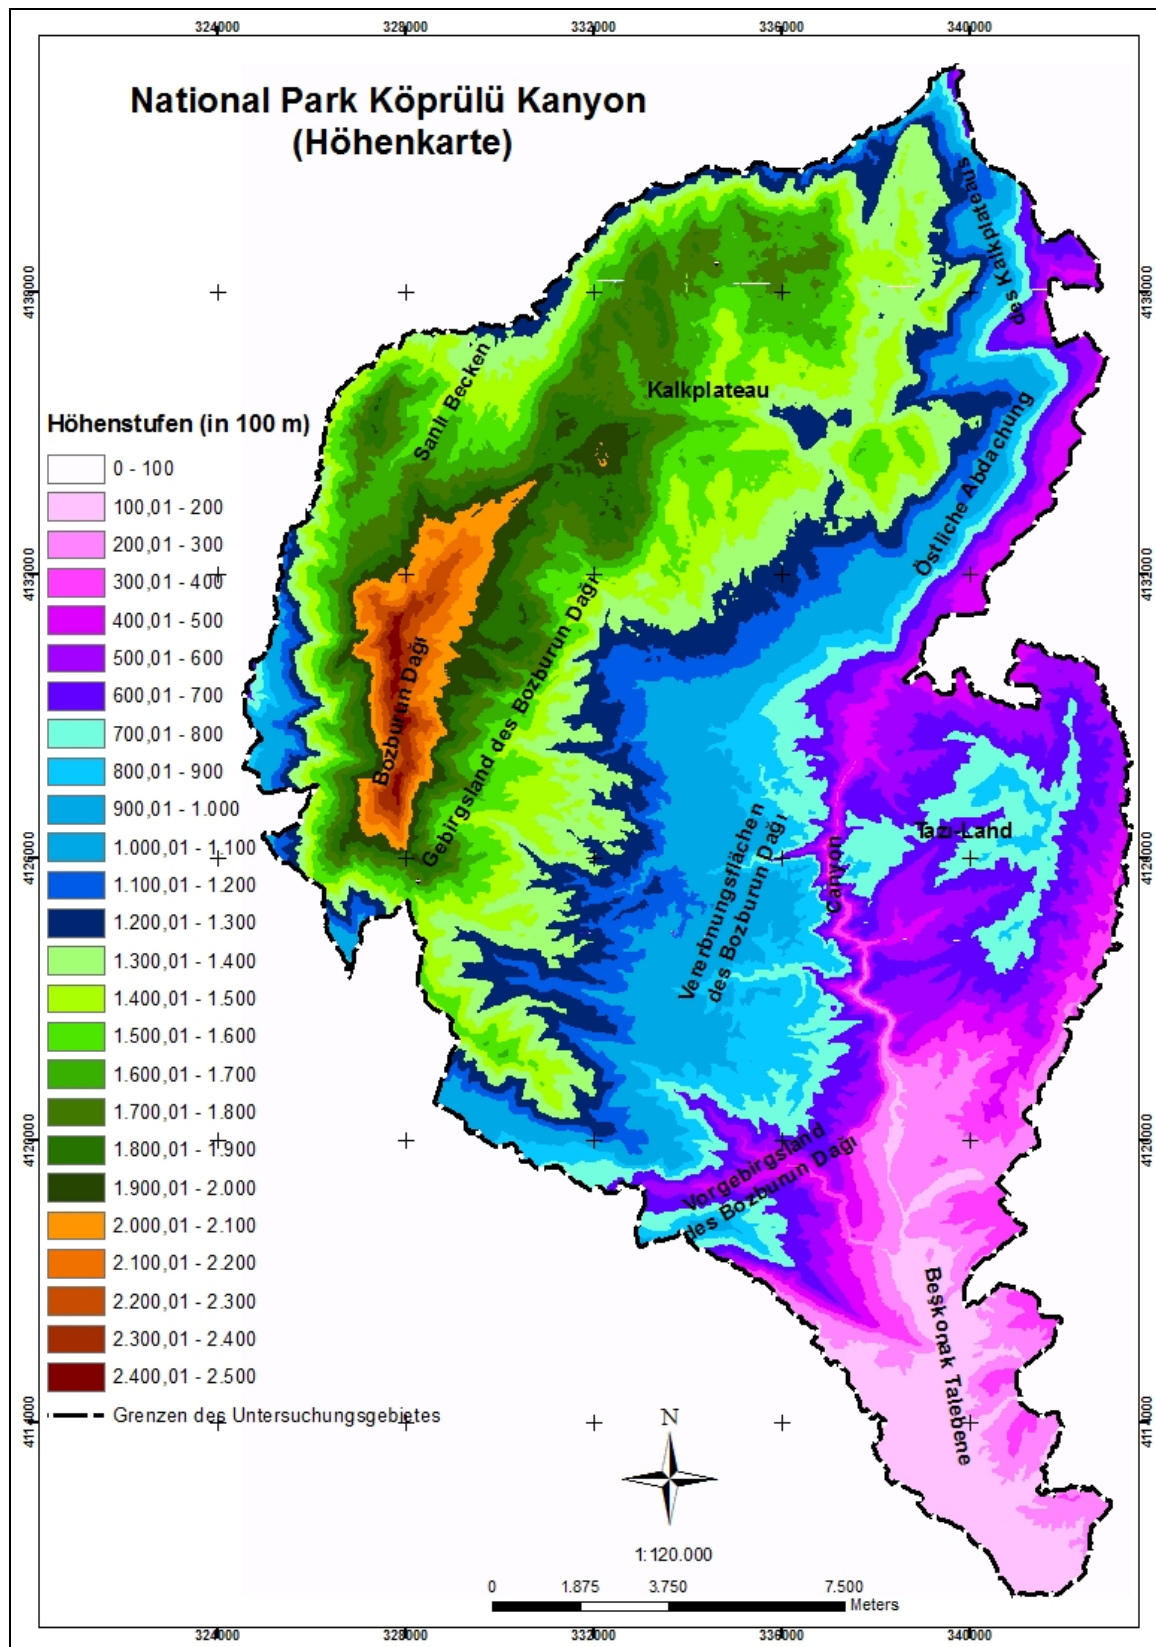 324000 328000 332000 336000 340000
National Park Köprülü Kanyon
(Höhenkarte)
des Kalkplateaus
4138000 4138000
Sanlı Becken
Kalkplateau
Östliche Abdachung
Höhenstufen (in 100 m)
0 - 100
100,01 - 200
200,01 - 300
300,01 - 400
400,01 - 500
500,01 - 600
600,01 - 700
700,01 - 800
800,01 - 900
900,01 - 1.000
1.000,01 - 1,100
1.100,01 - 1.200
1.200,01 - 1.300
1.300,01 - 1.400
1.400,01 - 1.500
1.500,01 - 1.600
1.600,01 - 1.700
1.700,01 - 1.800
1.800,01 - 1.900
1.900,01 - 2.000
2.000,01 - 2.100
2.100,01 - 2.200
2.200,01 - 2.300
2.300,01 - 2.400
2.400,01 - 2.500
Grenzen des Untersuchungsgebietes
4132000 4132000
Bozburun Dağı
Gebirgsland des Bozburun Dağı
Tazı-Land
Canyon
Vererbnungsflächen
des Bozburun Dağı
4126000 4126000
4120000 4120000
Vorgebirgsland
des Bozburun Dağı
Beşkonak Talebene
4114000 4114000
N
1:120.000
0 1.875 3.750 7.500
Meters
324000 328000 332000 336000 340000